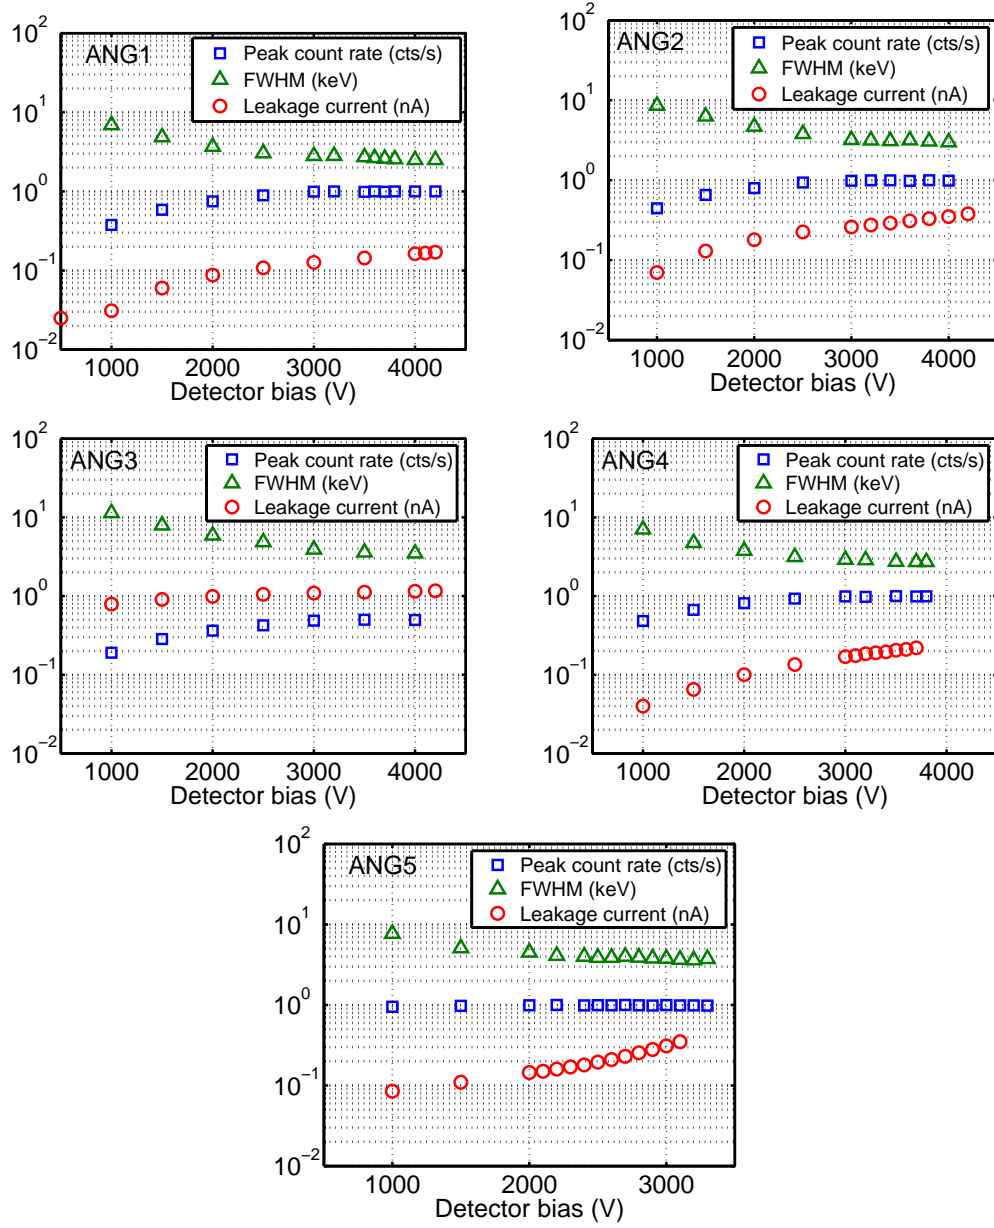 ANG1
Peak count rate (cts/s)
FWHM (keV)
Leakage current (nA)
10^2
10^1
10^0
10^-1
10^-2
1000 2000 3000 4000
Detector bias (V)
ANG2
Peak count rate (cts/s)
FWHM (keV)
Leakage current (nA)
10^2
10^1
10^0
10^-1
10^-2
1000 2000 3000 4000
Detector bias (V)
ANG3
Peak count rate (cts/s)
FWHM (keV)
Leakage current (nA)
10^2
10^1
10^0
10^-1
10^-2
1000 2000 3000 4000
Detector bias (V)
ANG4
Peak count rate (cts/s)
FWHM (keV)
Leakage current (nA)
10^2
10^1
10^0
10^-1
10^-2
1000 2000 3000 4000
Detector bias (V)
ANG5
Peak count rate (cts/s)
FWHM (keV)
Leakage current (nA)
10^2
10^1
10^0
10^-1
10^-2
1000 2000 3000
Detector bias (V)